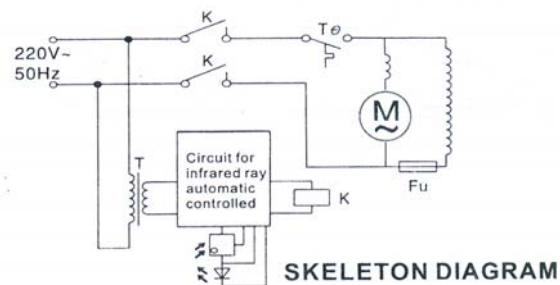 K
Tθ
220V~
50Hz
K
M
~
T
Circuit for
infrared ray
automatic
controlled
K
Fu
SKELETON DIAGRAM